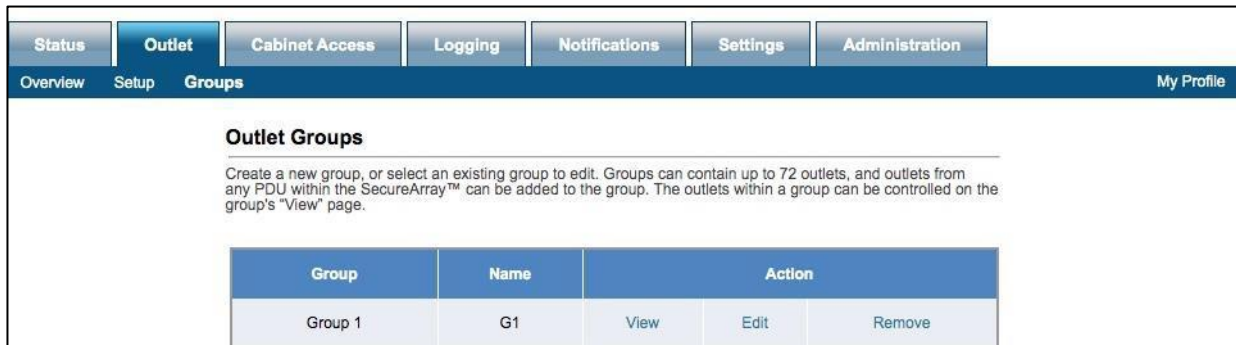 Status Outlet Cabinet Access Logging Notifications Settings Administration
Overview Setup Groups My Profile
Outlet Groups
Create a new group, or select an existing group to edit. Groups can contain up to 72 outlets, and outlets from
any PDU within the SecureArray™ can be added to the group. The outlets within a group can be controlled on the
group's "View" page.
Group Name Action
Group 1 G1 View Edit Remove